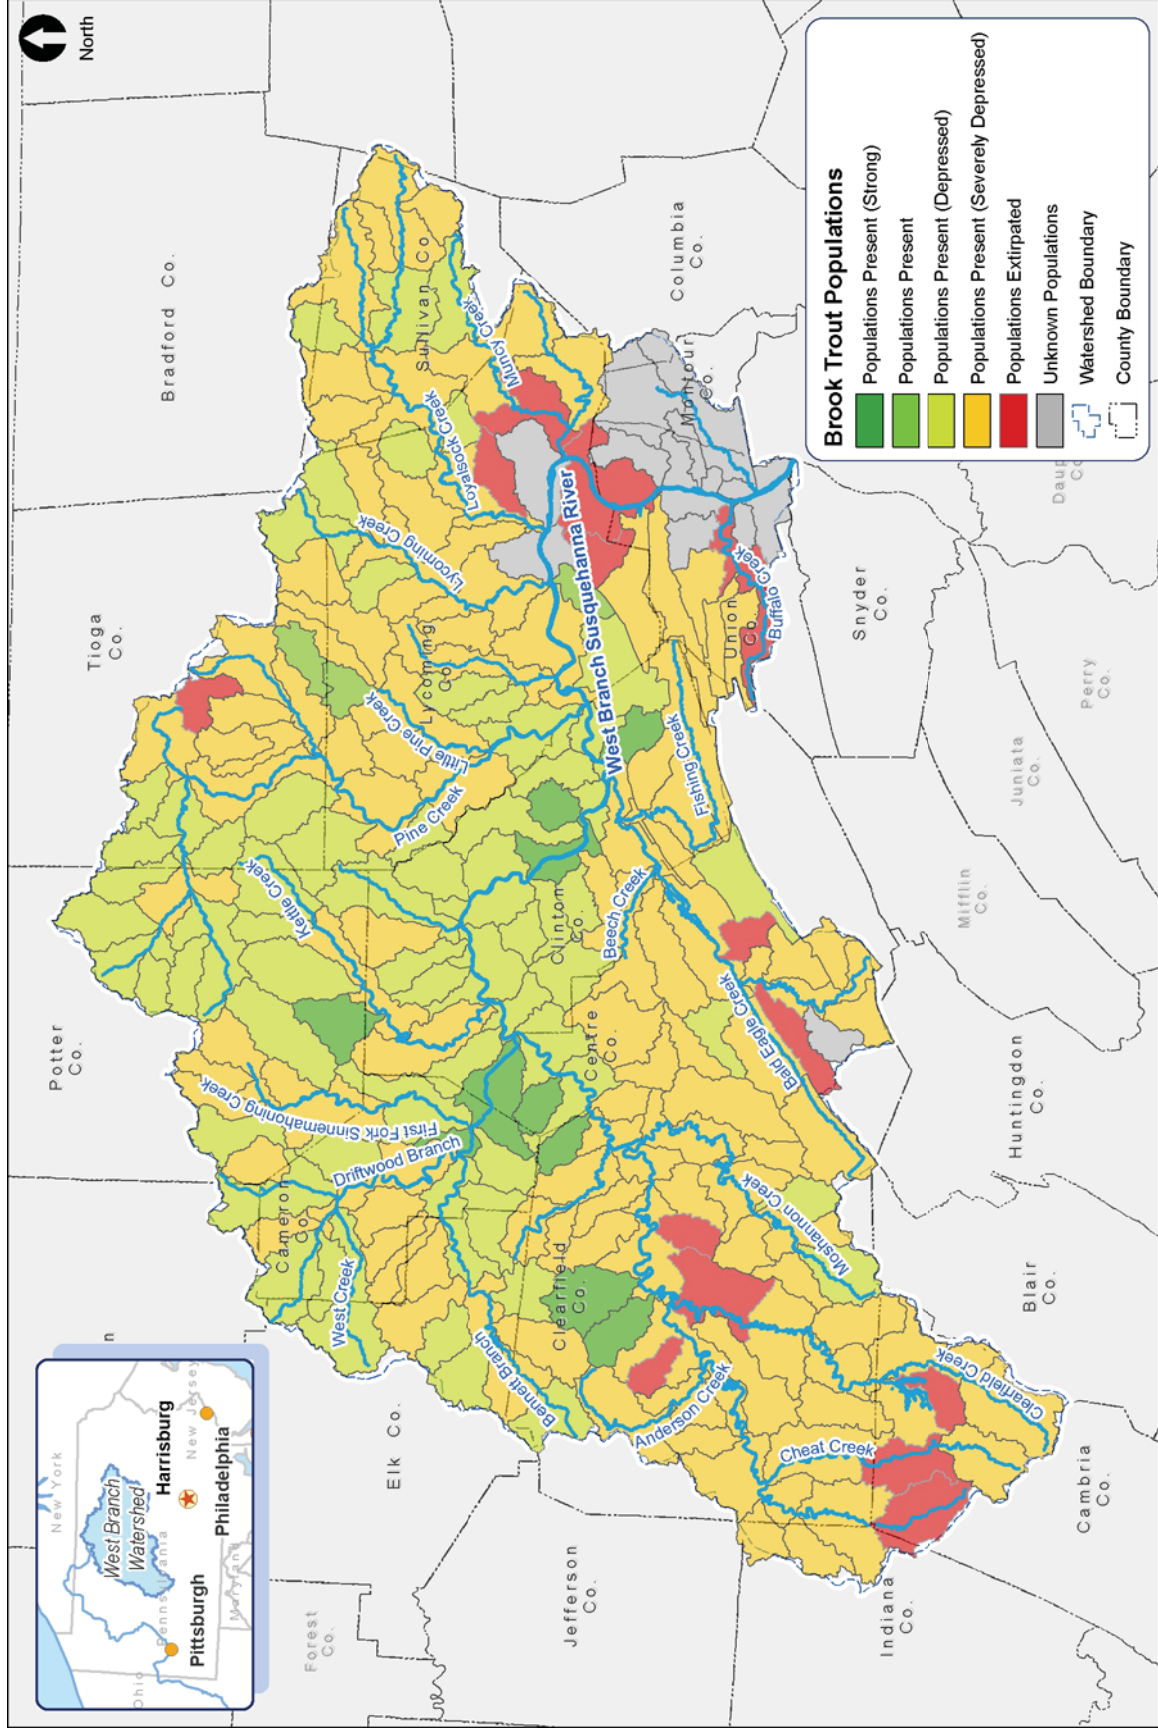 North
New York
West Branch
Watershed
Harrisburg
New Jersey
Philadelphia
Pennsylvania
Maryland
Pittsburgh
Ohio
n
Potter
Co.
Tioga
Co.
Bradford Co.
Cameron
Co.
Elk Co.
Forest
Co.
Jefferson
Co.
Clearfield
Co.
Clinton
Co.
Centre
Co.
Lycoming
Co.
Sullivan Co
Columbia
Co.
Montour
Co.
Union
Co.
Snyder
Co.
Daup
Co
Perry
Co.
Juniata
Co.
Mifflin
Co.
Huntingdon
Co.
Blair
Co.
Cambria
Co.
Indiana
Co.
West Creek
Driftwood Branch
First Fork Sinnemahoning Creek
Kettle Creek
Pine Creek
Little Pine Creek
Lycoming Creek
Loyalsock Creek
Muncy Creek
West Branch Susquehanna River
Bennett Branch
Anderson Creek
Moshannon Creek
Beech Creek
Bald Eagle Creek
Fishing Creek
Buffalo Creek
Cheat Creek
Clearfield Creek
Brook Trout Populations
Populations Present (Strong)
Populations Present
Populations Present (Depressed)
Populations Present (Severely Depressed)
Populations Extirpated
Unknown Populations
Watershed Boundary
County Boundary